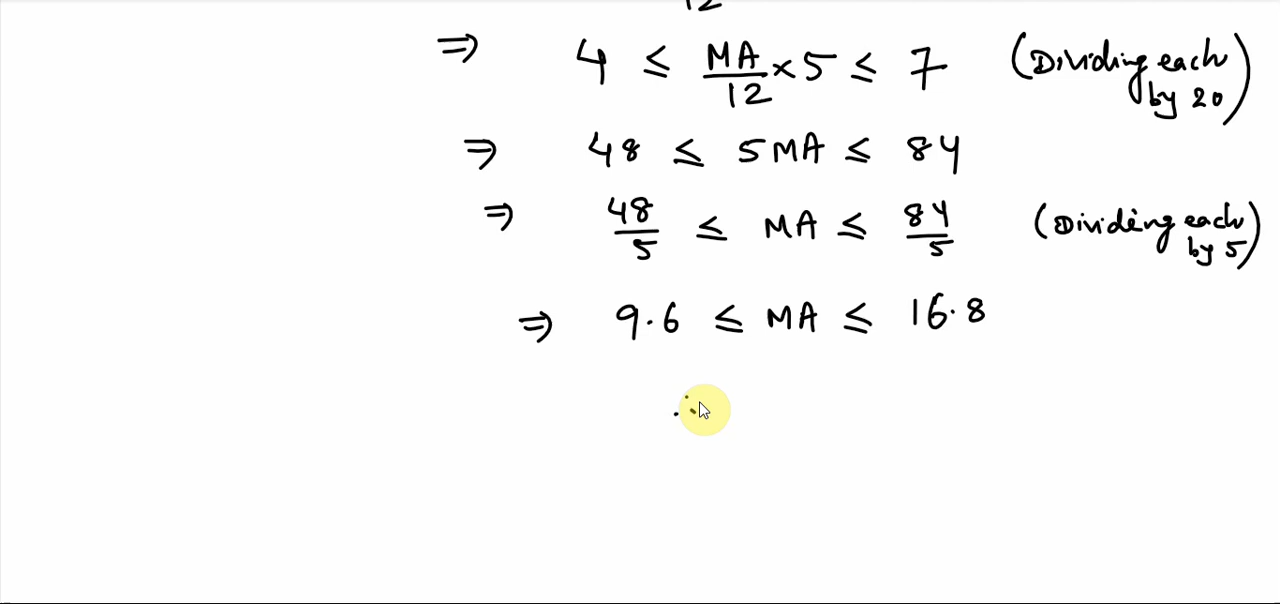 12
⇒ 4 ≤ MA/12 × 5 ≤ 7 (Dividing each by 20)
⇒ 48 ≤ 5MA ≤ 84
⇒ 48/5 ≤ MA ≤ 84/5 (Dividing each by 5)
⇒ 9.6 ≤ MA ≤ 16.8
∴